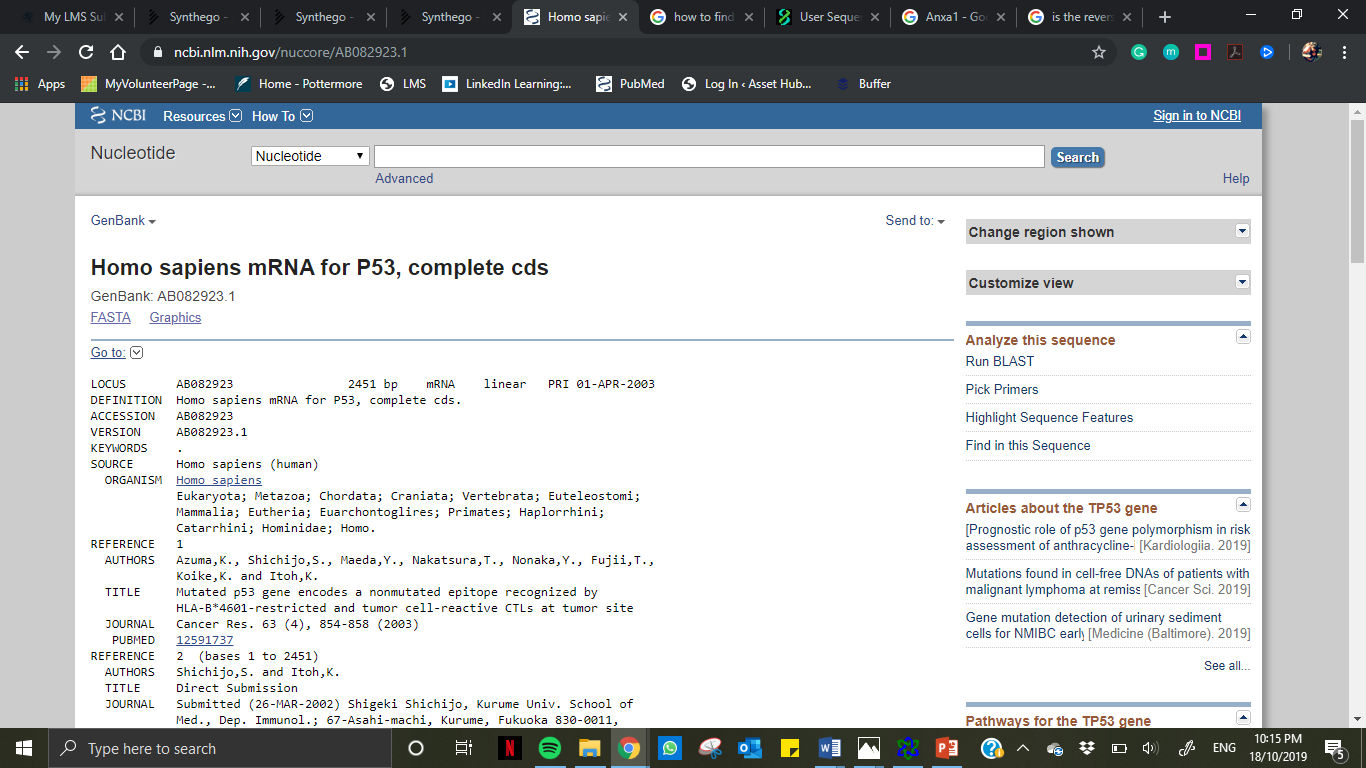 My LMS Sul
Synthego -
Synthego -
Synthego -
Homo sapie
how to find
User Seque
Anxa1 - Go
is the revers
ncbi.nlm.nih.gov/nuccore/AB082923.1
Apps
MyVolunteerPage -...
Home - Pottermore
LMS
LinkedIn Learning:...
PubMed
Log In ‹ Asset Hub...
Buffer
NCBI Resources How To Sign in to NCBI
Nucleotide
Nucleotide
Search
Advanced
Help
GenBank
Send to:
Homo sapiens mRNA for P53, complete cds
GenBank: AB082923.1
FASTA Graphics
Go to:
LOCUS AB082923 2451 bp mRNA linear PRI 01-APR-2003
DEFINITION Homo sapiens mRNA for P53, complete cds.
ACCESSION AB082923
VERSION AB082923.1
KEYWORDS .
SOURCE Homo sapiens (human)
ORGANISM Homo sapiens
Eukaryota; Metazoa; Chordata; Craniata; Vertebrata; Euteleostomi;
Mammalia; Eutheria; Euarchontoglires; Primates; Haplorrhini;
Catarrhini; Hominidae; Homo.
REFERENCE 1
AUTHORS Azuma,K., Shichijo,S., Maeda,Y., Nakatsura,T., Nonaka,Y., Fujii,T.,
Koike,K. and Itoh,K.
TITLE Mutated p53 gene encodes a nonmutated epitope recognized by
HLA-B*4601-restricted and tumor cell-reactive CTLs at tumor site
JOURNAL Cancer Res. 63 (4), 854-858 (2003)
PUBMED 12591737
REFERENCE 2 (bases 1 to 2451)
AUTHORS Shichijo,S. and Itoh,K.
TITLE Direct Submission
JOURNAL Submitted (26-MAR-2002) Shigeki Shichijo, Kurume Univ. School of
Med., Dep. Immunol.; 67-Asahi-machi, Kurume, Fukuoka 830-0011,
Change region shown
Customize view
Analyze this sequence
Run BLAST
Pick Primers
Highlight Sequence Features
Find in this Sequence
Articles about the TP53 gene
[Prognostic role of p53 gene polymorphism in risk
assessment of anthracycline-i [Kardiologiia. 2019]
Mutations found in cell-free DNAs of patients with
malignant lymphoma at remiss [Cancer Sci. 2019]
Gene mutation detection of urinary sediment
cells for NMIBC early [Medicine (Baltimore). 2019]
See all...
Pathways for the TP53 gene
Type here to search
ENG
10:15 PM
18/10/2019
5